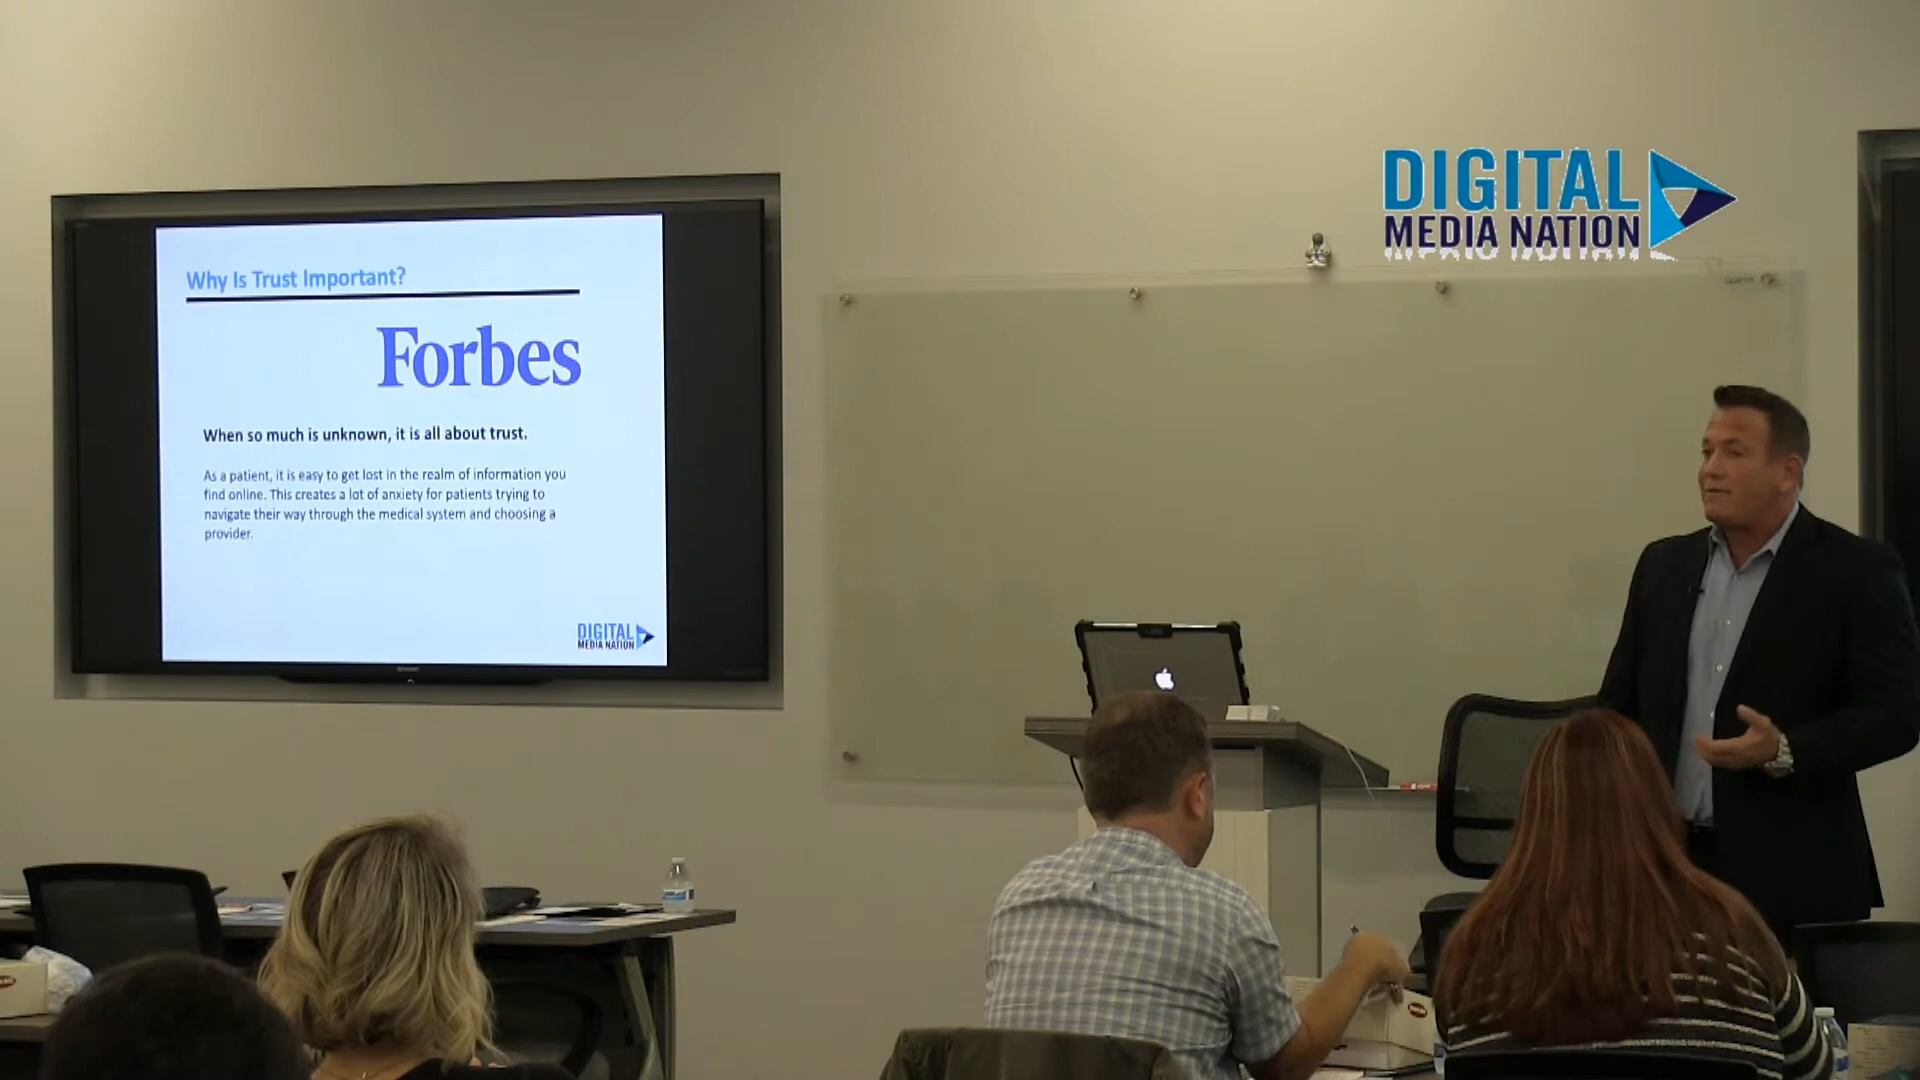 DIGITAL
MEDIA NATION
Why Is Trust Important?
Forbes
When so much is unknown, it is all about trust.
As a patient, it is easy to get lost in the realm of information you
find online. This creates a lot of anxiety for patients trying to
navigate their way through the medical system and choosing a
provider.
DIGITAL
MEDIA NATION